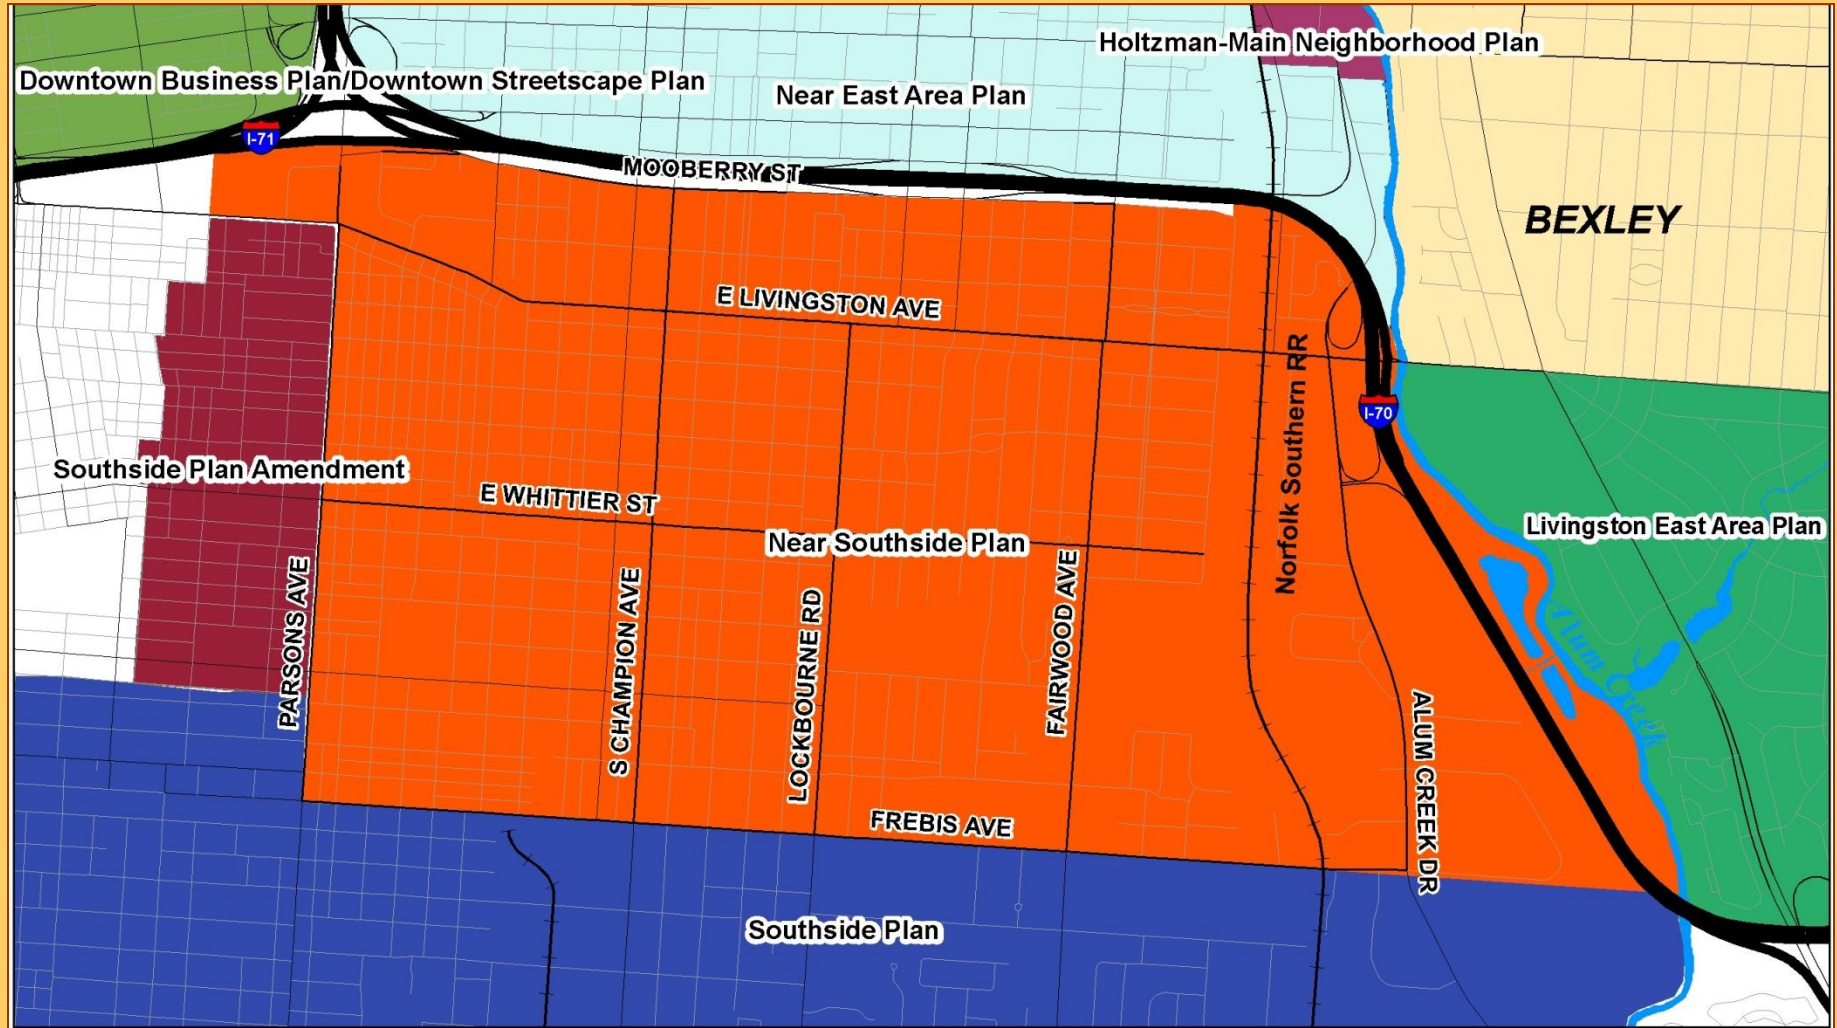 Holtzman-Main Neighborhood Plan
Downtown Business Plan/Downtown Streetscape Plan
Near East Area Plan
I-71
MOOBERRY ST
BEXLEY
E LIVINGSTON AVE
Norfolk Southern RR
I-70
Southside Plan Amendment
E WHITTIER ST
Near Southside Plan
Livingston East Area Plan
PARSONS AVE
S CHAMPION AVE
LOCKBOURNE RD
FAIRWOOD AVE
Alum Creek
ALUM CREEK DR
FREBIS AVE
Southside Plan